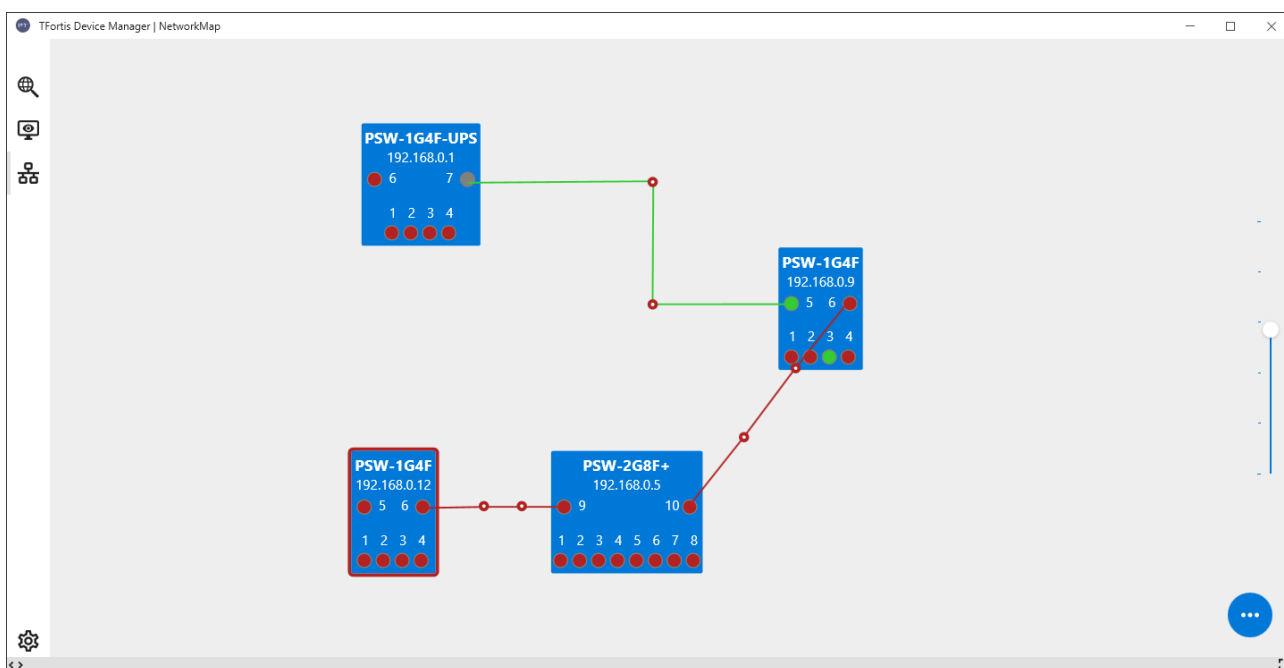 TFortis Device Manager | NetworkMap
PSW-1G4F-UPS
192.168.0.1
6 7
1 2 3 4
PSW-1G4F
192.168.0.9
5 6
1 2 3 4
PSW-1G4F
192.168.0.12
5 6
1 2 3 4
PSW-2G8F+
192.168.0.5
9 10
1 2 3 4 5 6 7 8